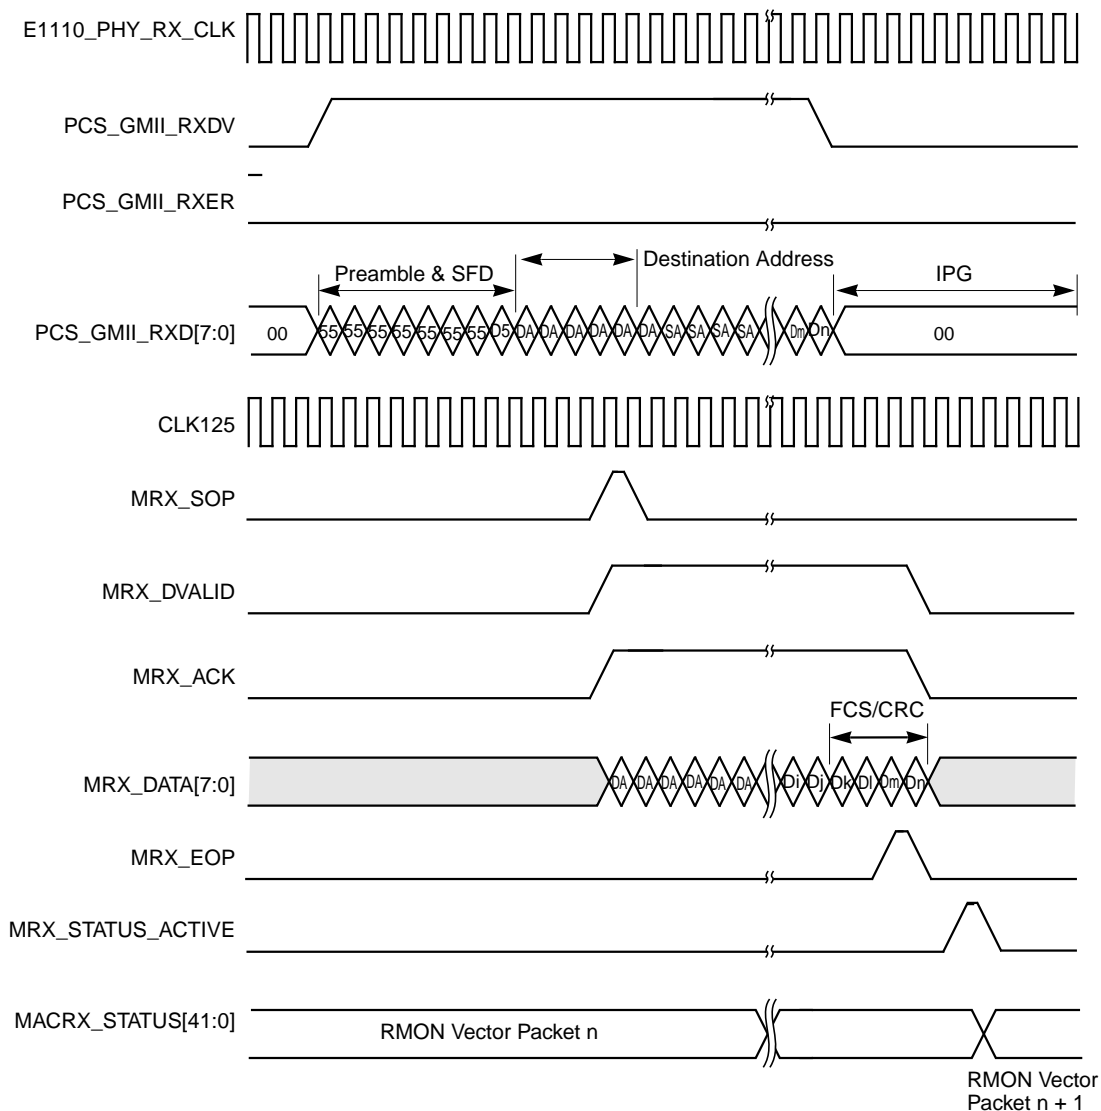 E1110_PHY_RX_CLK
PCS_GMII_RXDV
PCS_GMII_RXER
Preamble & SFD
Destination Address
IPG
PCS_GMII_RXD[7:0]
00 55 55 55 55 55 55 55 D5 DA DA DA DA DA DA SA SA SA SA Dm Dn 00
CLK125
MRX_SOP
MRX_DVALID
MRX_ACK
FCS/CRC
MRX_DATA[7:0]
DA DA DA DA DA DA Di Dj Dk Dl Dm Dn
MRX_EOP
MRX_STATUS_ACTIVE
MACRX_STATUS[41:0]
RMON Vector Packet n
RMON Vector
Packet n + 1